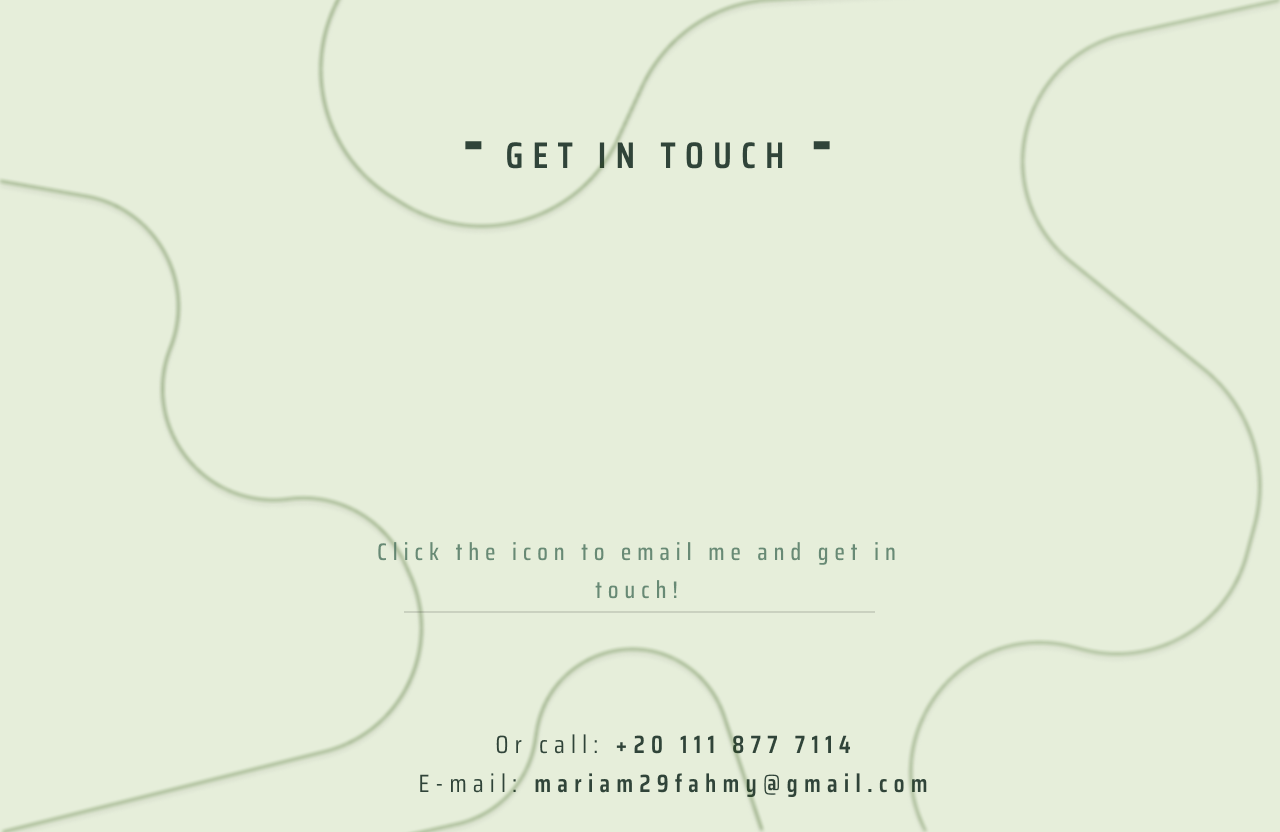 - GET IN TOUCH -
Click the icon to email me and get in
touch!
Or call: +20 111 877 7114
E-mail: mariam29fahmy@gmail.com